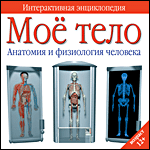 Интерактивная энциклопедия
Моё тело
Анатомия и физиология человека